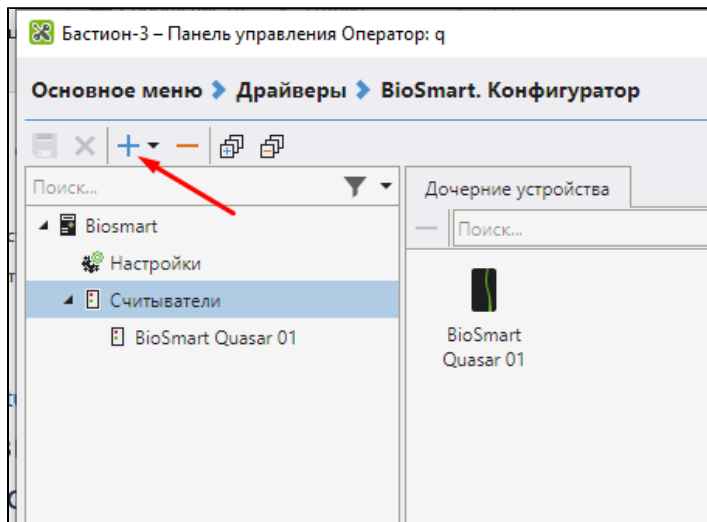 Бастион-3 – Панель управления Оператор: q
Основное меню Драйверы BioSmart. Конфигуратор
Поиск...
Дочерние устройства
Biosmart
Поиск...
Настройки
Считыватели
BioSmart Quasar 01
BioSmart
Quasar 01